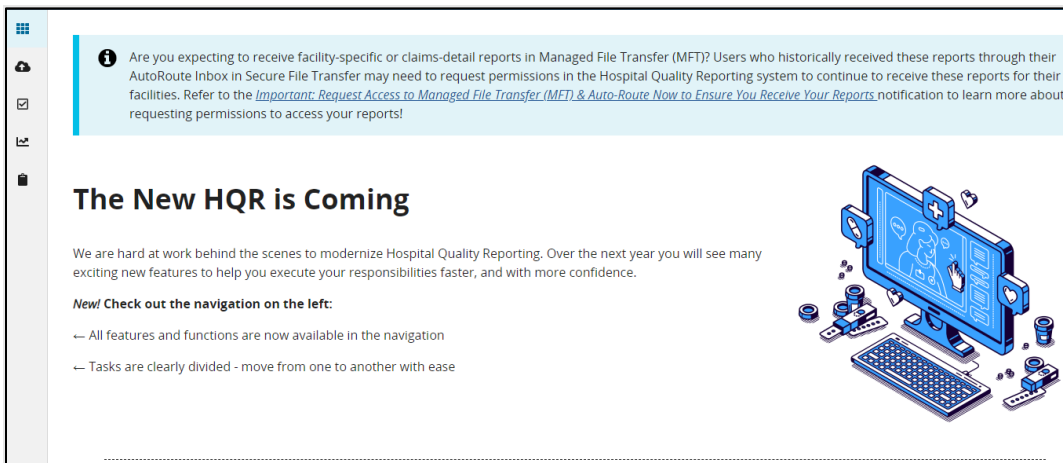 Are you expecting to receive facility-specific or claims-detail reports in Managed File Transfer (MFT)? Users who historically received these reports through their
AutoRoute Inbox in Secure File Transfer may need to request permissions in the Hospital Quality Reporting system to continue to receive these reports for their
facilities. Refer to the Important: Request Access to Managed File Transfer (MFT) & Auto-Route Now to Ensure You Receive Your Reports notification to learn more about
requesting permissions to access your reports!
The New HQR is Coming
We are hard at work behind the scenes to modernize Hospital Quality Reporting. Over the next year you will see many
exciting new features to help you execute your responsibilities faster, and with more confidence.
New! Check out the navigation on the left:
← All features and functions are now available in the navigation
← Tasks are clearly divided - move from one to another with ease